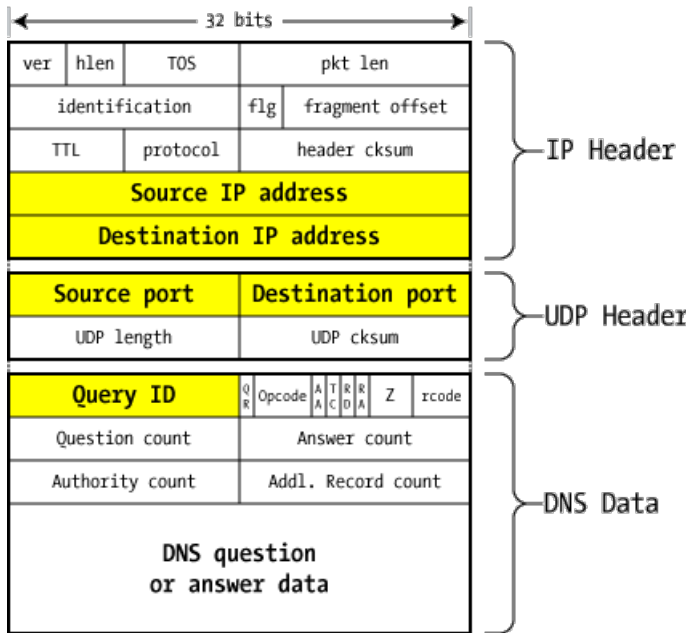 32 bits
ver hlen TOS pkt len
identification flg fragment offset
TTL protocol header cksum
Source IP address
Destination IP address
IP Header
Source port Destination port
UDP length UDP cksum
UDP Header
Query ID QR Opcode AA TC RD RA Z rcode
Question count Answer count
Authority count Addl. Record count
DNS question
or answer data
DNS Data